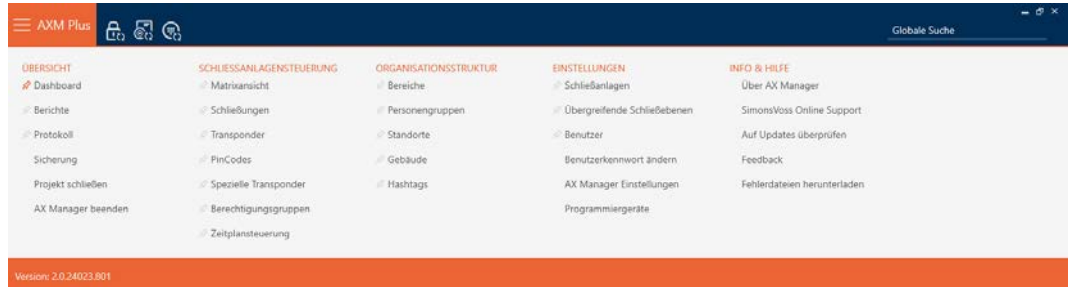 AXM Plus
Globale Suche
ÜBERSICHT
Dashboard
Berichte
Protokoll
Sicherung
Projekt schließen
AX Manager beenden
SCHLIESSANLAGENSTEUERUNG
Matrixansicht
Schließungen
Transponder
PinCodes
Spezielle Transponder
Berechtigungsgruppen
Zeitplansteuerung
ORGANISATIONSSTRUKTUR
Bereiche
Personengruppen
Standorte
Gebäude
Hashtags
EINSTELLUNGEN
Schließanlagen
Übergreifende Schließebenen
Benutzer
Benutzerkennwort ändern
AX Manager Einstellungen
Programmiergeräte
INFO & HILFE
Über AX Manager
SimonsVoss Online Support
Auf Updates überprüfen
Feedback
Fehlerdateien herunterladen
Version: 2.0.24023.801